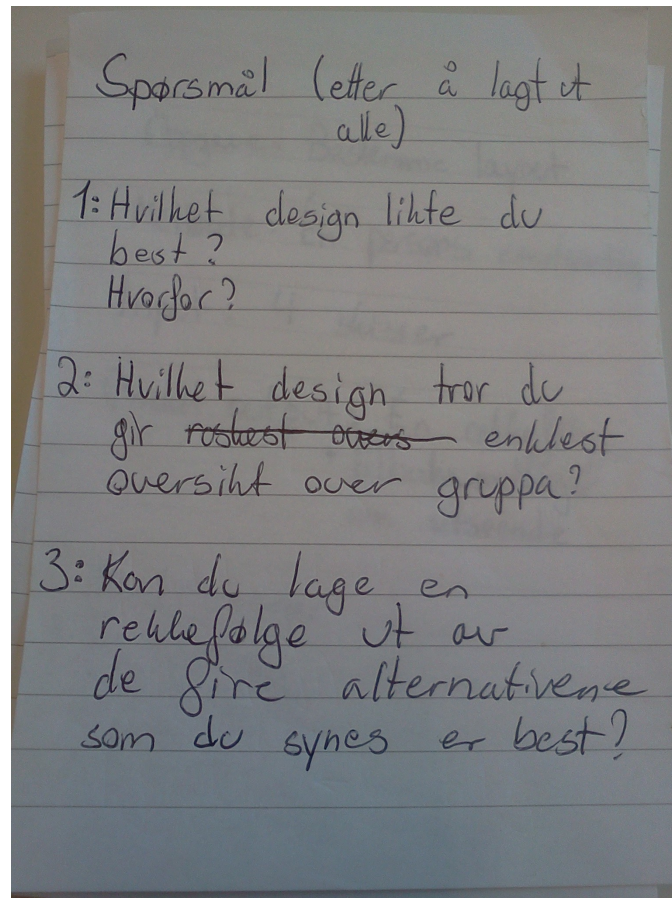 Spørsmål (etter å lagt ut
alle)
1: Hvilket design likte du
best?
Hvorfor?
2: Hvilket design tror du
gir raskest overs enklest
oversikt over gruppa?
3: Kan du lage en
rekkefølge ut av
de fire alternativene
som du synes er best?